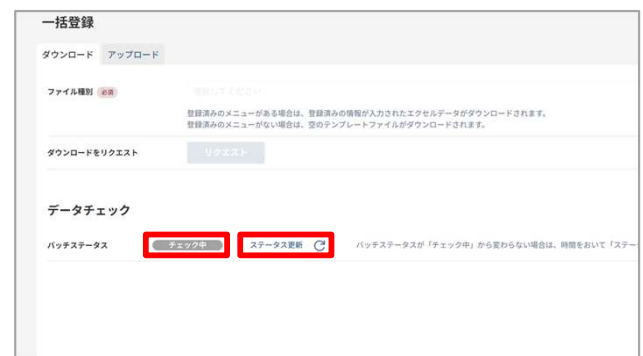 一括登録
ダウンロード アップロード
ファイル種別 必須 選択してください
登録済みのメニューがある場合は、登録済みの情報が入力されたエクセルデータがダウンロードされます。
登録済みのメニューがない場合は、空のテンプレートファイルがダウンロードされます。
ダウンロードをリクエスト リクエスト
データチェック
バッチステータス チェック中 ステータス更新 バッチステータスが「チェック中」から変わらない場合は、時間をおいて「ステー